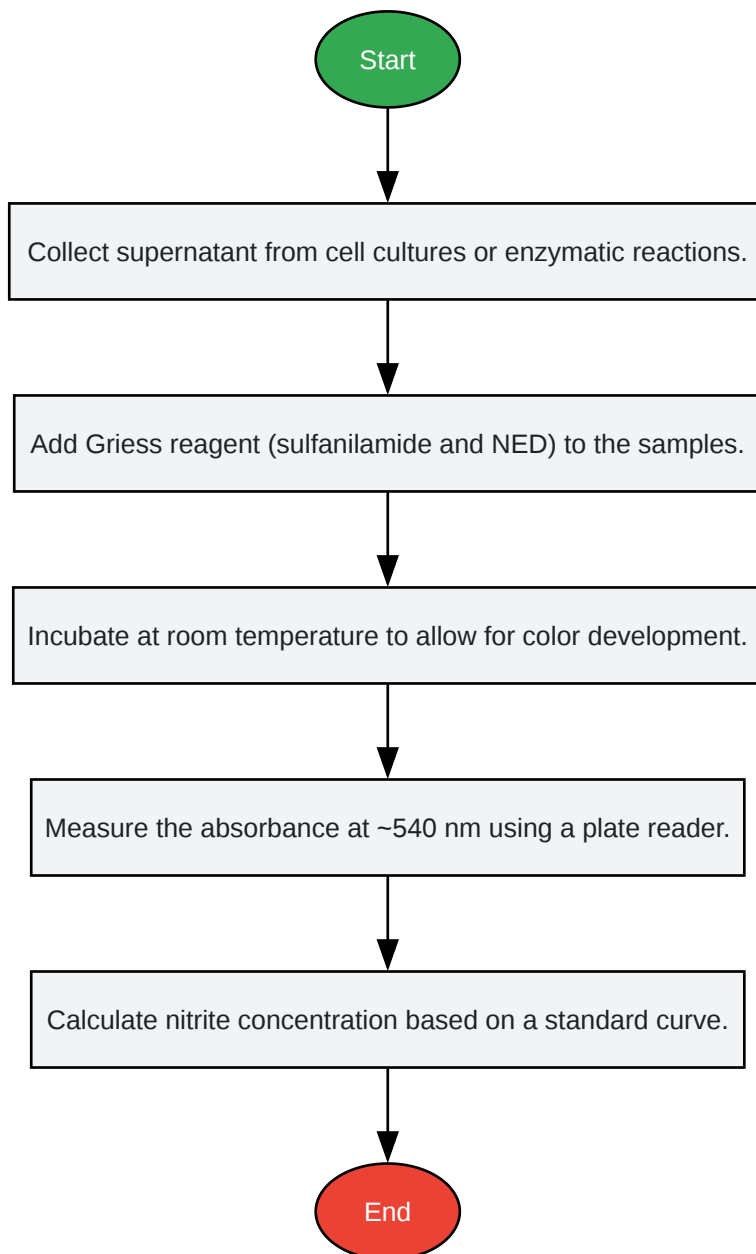 Start
Collect supernatant from cell cultures or enzymatic reactions.
Add Griess reagent (sulfanilamide and NED) to the samples.
Incubate at room temperature to allow for color development.
Measure the absorbance at ~540 nm using a plate reader.
Calculate nitrite concentration based on a standard curve.
End